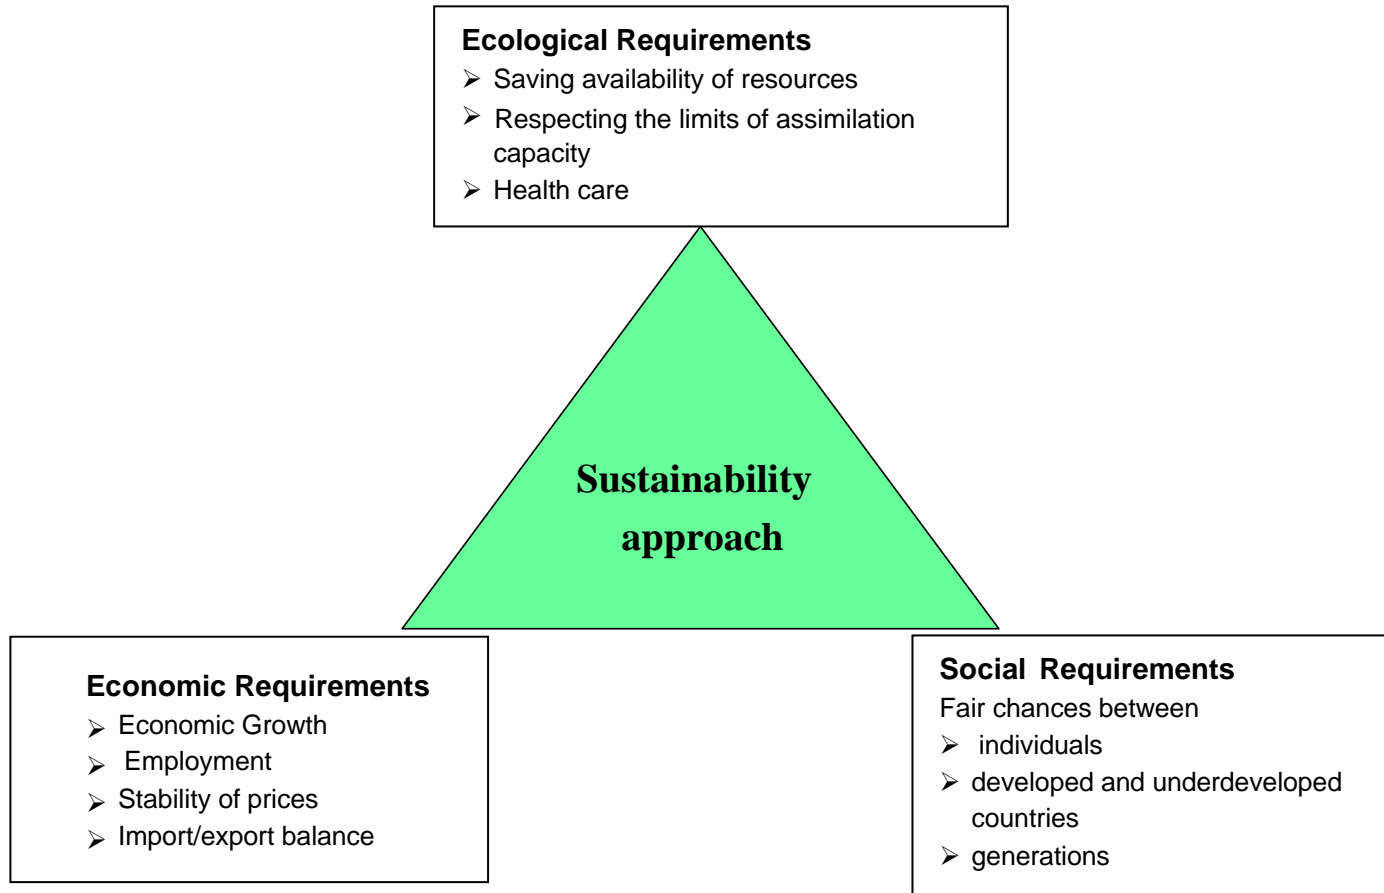 Ecological Requirements
➢ Saving availability of resources
➢ Respecting the limits of assimilation
capacity
➢ Health care
Sustainability
approach
Economic Requirements
➢ Economic Growth
➢ Employment
➢ Stability of prices
➢ Import/export balance
Social Requirements
Fair chances between
➢ individuals
➢ developed and underdeveloped
countries
➢ generations